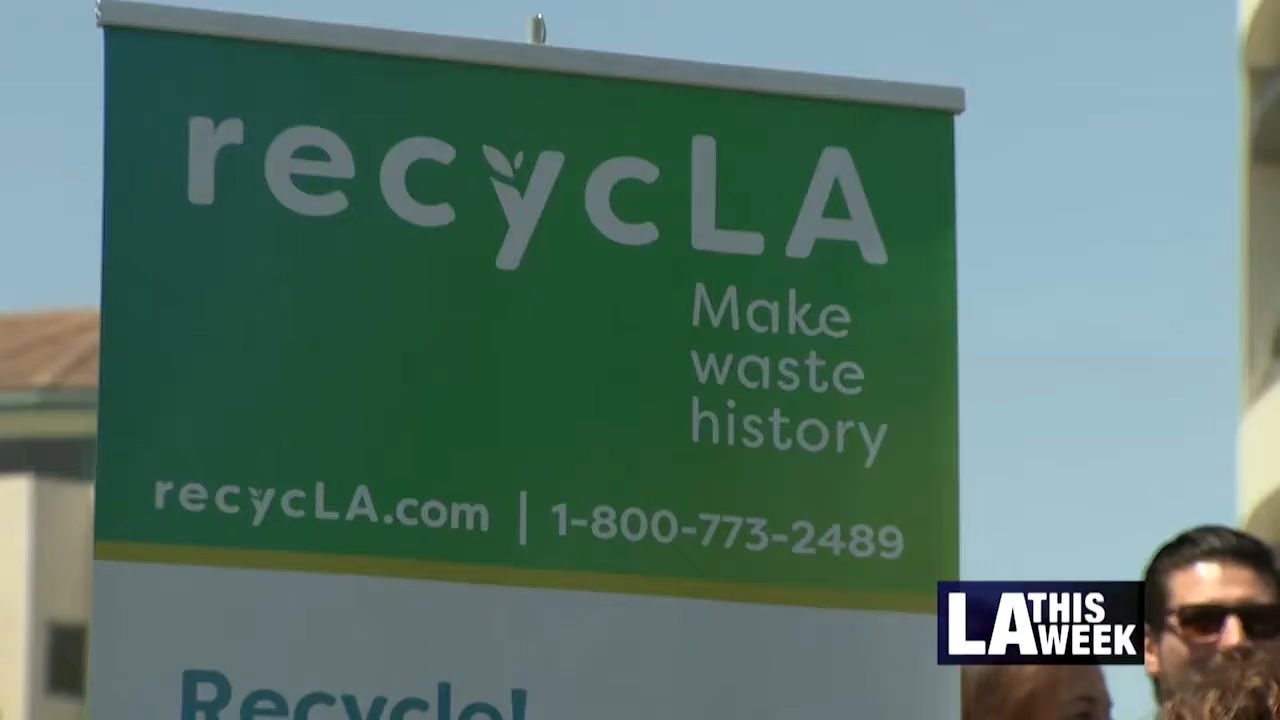 recycLA
Make
waste
history
recycLA.com | 1-800-773-2489
Recycle!
LA THIS
WEEK